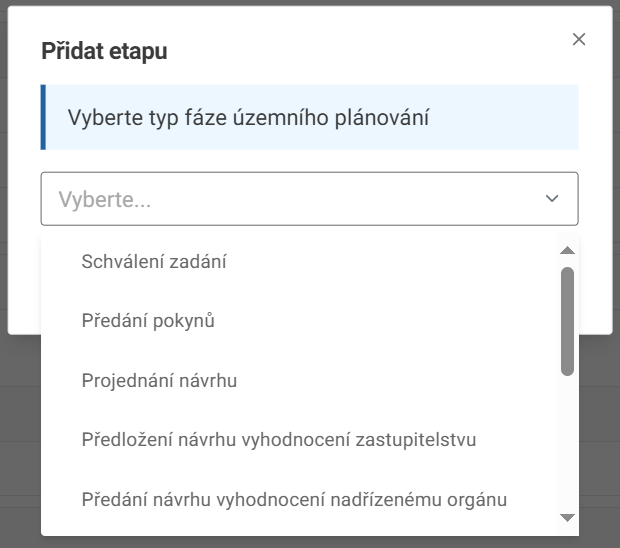 Přidat etapu
Vyberte typ fáze územního plánování
Vyberte...
Schválení zadání
Předání pokynů
Projednání návrhu
Předložení návrhu vyhodnocení zastupitelstvu
Předání návrhu vyhodnocení nadřízenému orgánu